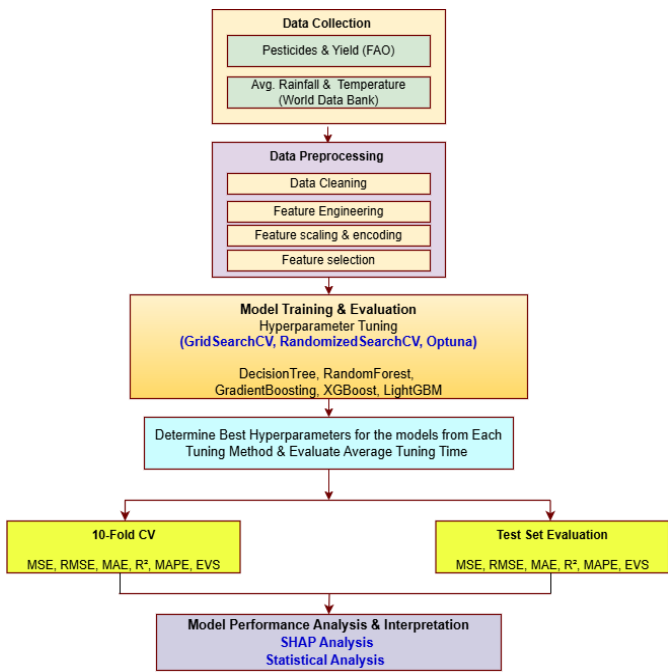 Data Collection
Pesticides & Yield (FAO)
Avg. Rainfall & Temperature
(World Data Bank)
Data Preprocessing
Data Cleaning
Feature Engineering
Feature scaling & encoding
Feature selection
Model Training & Evaluation
Hyperparameter Tuning
(GridSearchCV, RandomizedSearchCV, Optuna)
DecisionTree, RandomForest,
GradientBoosting, XGBoost, LightGBM
Determine Best Hyperparameters for the models from Each
Tuning Method & Evaluate Average Tuning Time
10-Fold CV
MSE, RMSE, MAE, R², MAPE, EVS
Test Set Evaluation
MSE, RMSE, MAE, R², MAPE, EVS
Model Performance Analysis & Interpretation
SHAP Analysis
Statistical Analysis